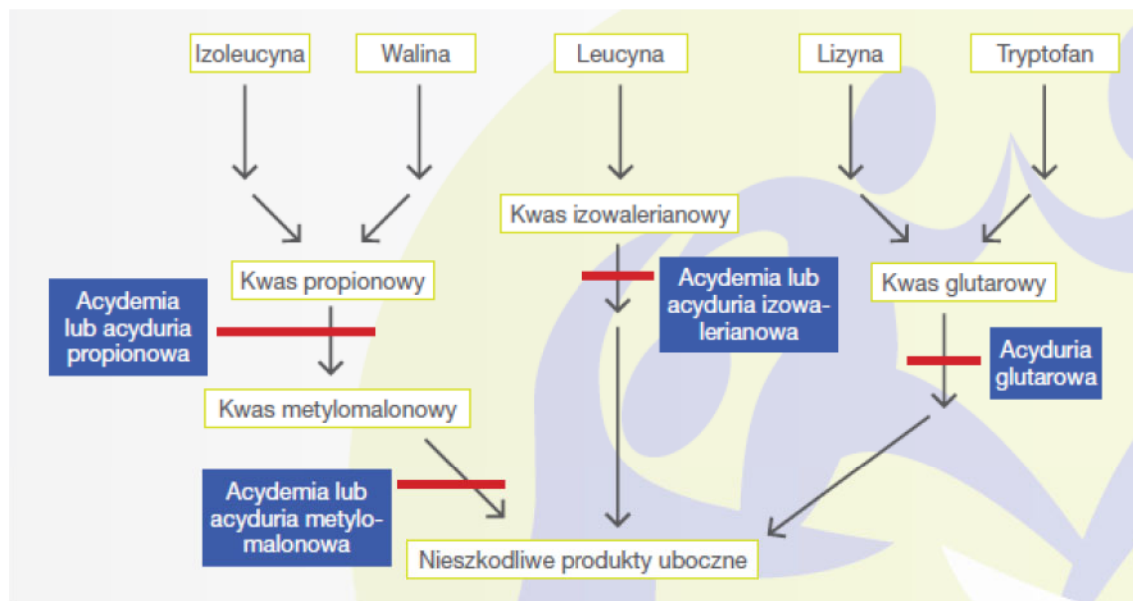 Izoleucyna
Walina
Leucyna
Lizyna
Tryptofan
Kwas izowalerianowy
Kwas propionowy
Kwas glutarowy
Acydemia
lub acyduria
propionowa
Acydemia lub
acyduria izowa-
lerianowa
Acyduria
glutarowa
Kwas metylomalonowy
Acydemia lub
acyduria metylo-
malonowa
Nieszkodliwe produkty uboczne